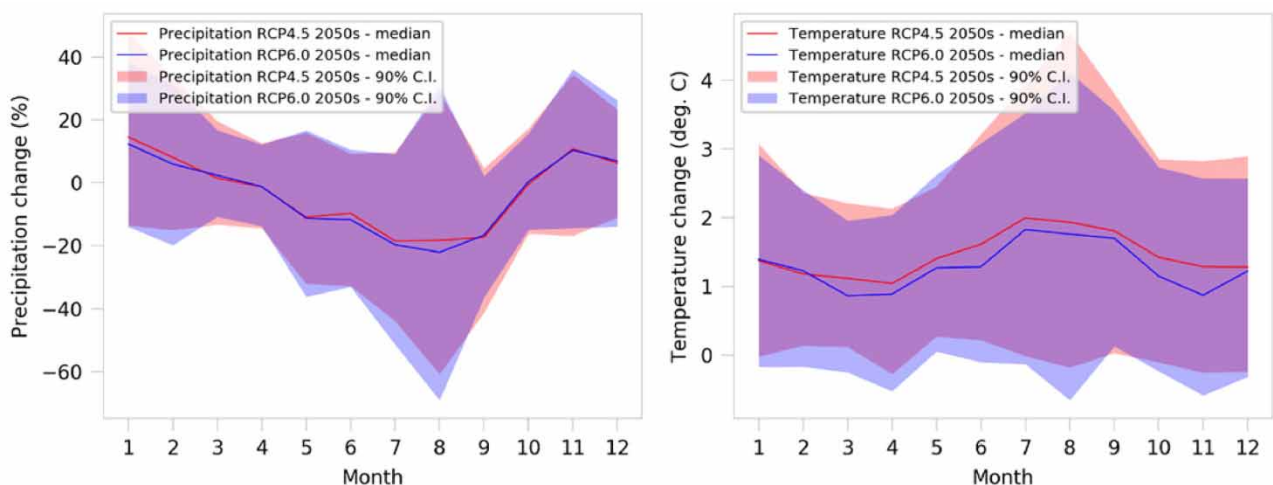 Precipitation RCP4.5 2050s - median
Precipitation RCP6.0 2050s - median
Precipitation RCP4.5 2050s - 90% C.I.
Precipitation RCP6.0 2050s - 90% C.I.
Precipitation change (%)
40
20
0
−20
−40
−60
1 2 3 4 5 6 7 8 9 10 11 12
Month
Temperature RCP4.5 2050s - median
Temperature RCP6.0 2050s - median
Temperature RCP4.5 2050s - 90% C.I.
Temperature RCP6.0 2050s - 90% C.I.
Temperature change (deg. C)
4
3
2
1
0
1 2 3 4 5 6 7 8 9 10 11 12
Month